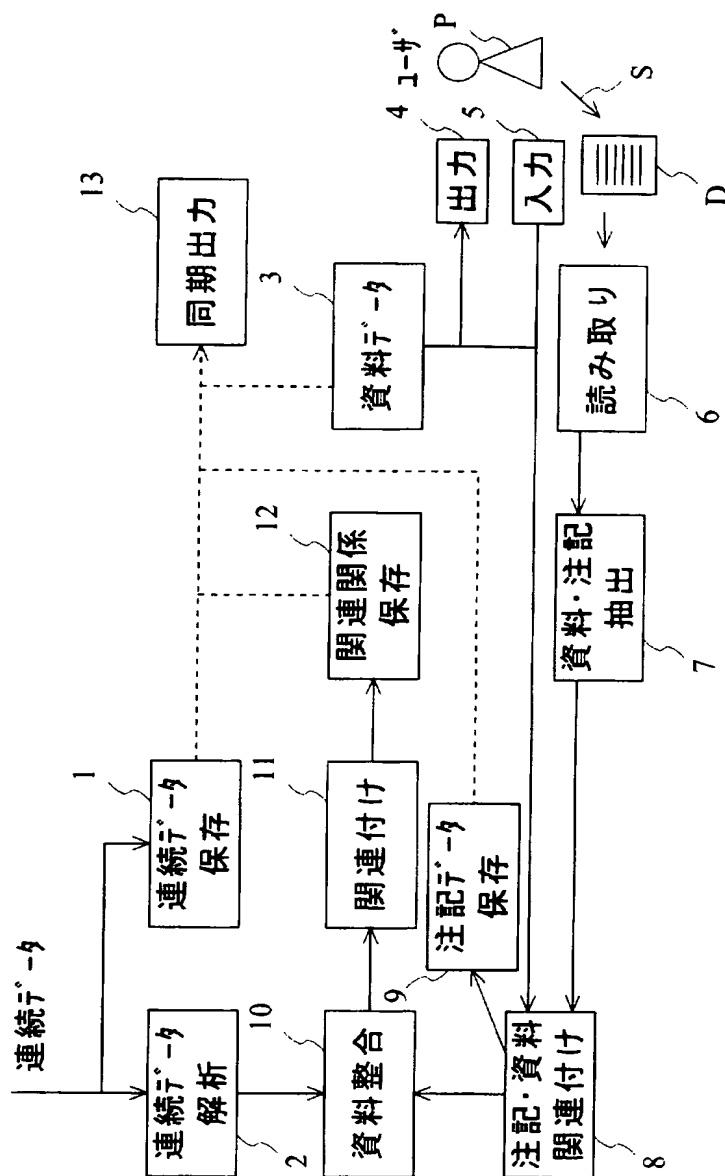 連続データ
連続データ
保存
1
連続データ
解析
2
資料整合
10
関連付け
11
関連関係
保存
12
同期出力
13
資料データ
3
出力
4
入力
5
ユーザ
P
S
D
読み取り
6
資料・注記
抽出
7
注記データ
保存
9
注記・資料
関連付け
8